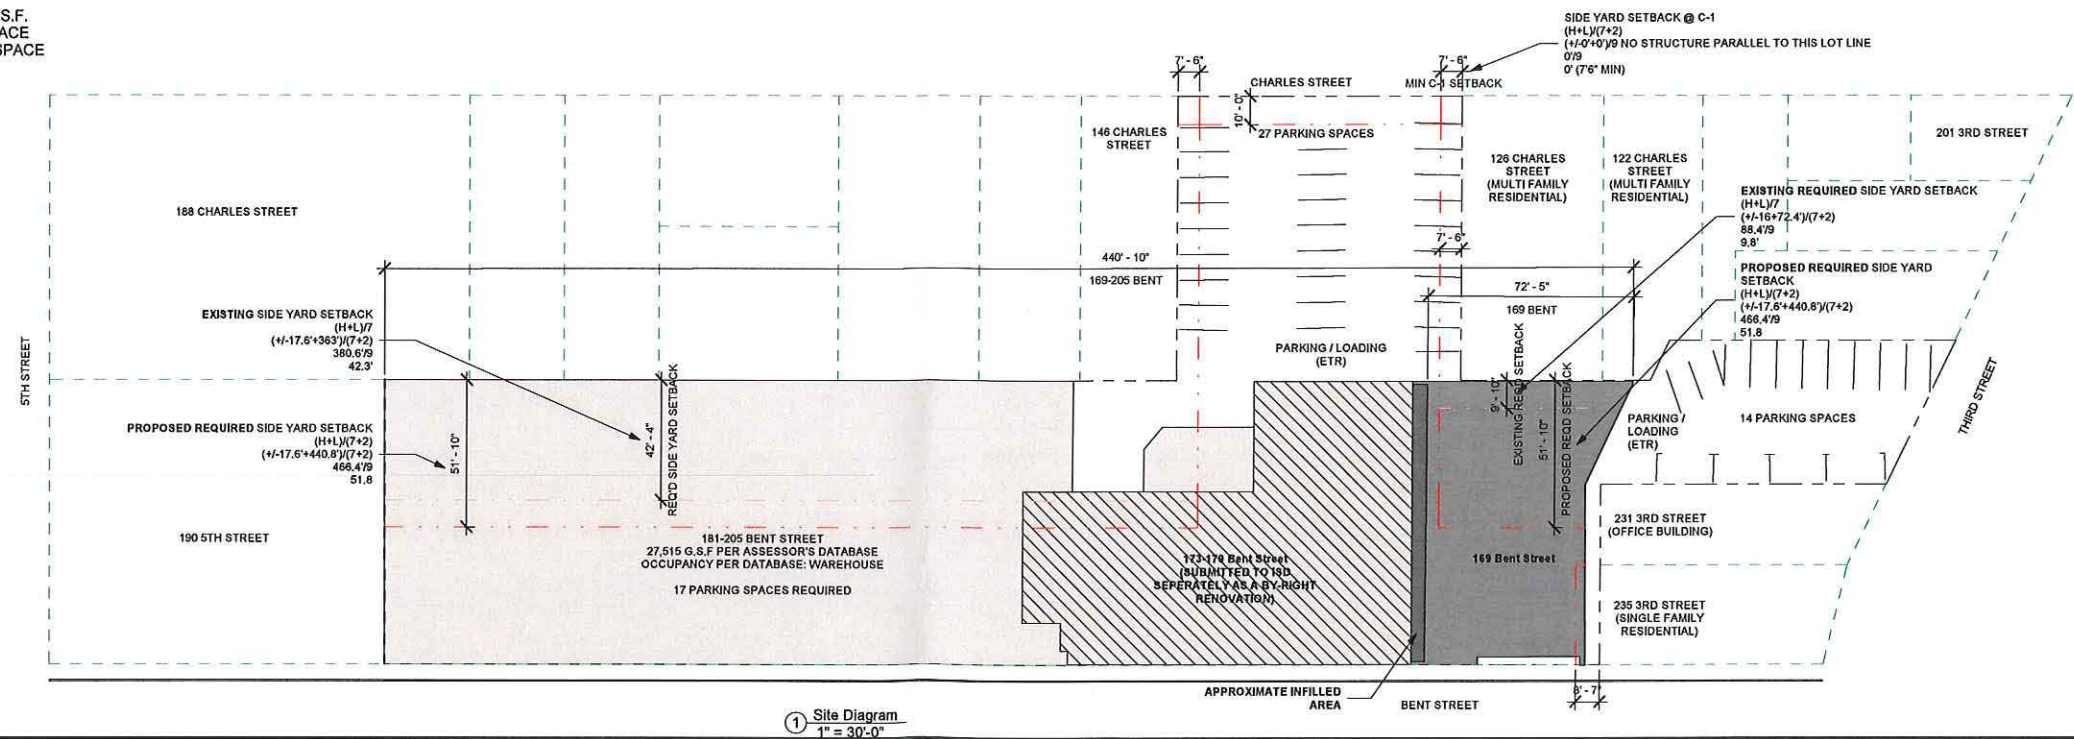 S.F.
ACE
SPACE
SIDE YARD SETBACK @ C-1
(H+L)/(7+2)
(+/-0'+0')/9 NO STRUCTURE PARALLEL TO THIS LOT LINE
0'/9
0' (7'6" MIN)
7' - 6"
7' - 6"
CHARLES STREET
MIN C-1 SETBACK
10' - 0"
146 CHARLES
STREET
27 PARKING SPACES
201 3RD STREET
126 CHARLES
STREET
(MULTI FAMILY
RESIDENTIAL)
122 CHARLES
STREET
(MULTI FAMILY
RESIDENTIAL)
EXISTING REQUIRED SIDE YARD SETBACK
(H+L)/7
(+/-16+72.4')/(7+2)
88.4'/9
9.8'
188 CHARLES STREET
7' - 6"
440' - 10"
169-205 BENT
PROPOSED REQUIRED SIDE YARD
SETBACK
(H+L)/(7+2)
(+/-17.6'+440.8')/(7+2)
466.4'/9
51.8
72' - 5"
169 BENT
EXISTING SIDE YARD SETBACK
(H+L)/7
(+/-17.6'+363')/(7+2)
380.6'/9
42.3'
5TH STREET
PARKING / LOADING
(ETR)
THIRD STREET
9' - 10"
EXISTING REQD SETBACK
51' - 10"
PROPOSED REQD SETBACK
PARKING /
LOADING
(ETR)
14 PARKING SPACES
PROPOSED REQUIRED SIDE YARD SETBACK
(H+L)/(7+2)
(+/-17.6'+440.8')/(7+2)
466.4'/9
51.8
51' - 10"
42' - 4"
REQ'D SIDE YARD SETBACK
190 5TH STREET
181-205 BENT STREET
27,515 G.S.F PER ASSESSOR'S DATABASE
OCCUPANCY PER DATABASE: WAREHOUSE
17 PARKING SPACES REQUIRED
173-179 Bent Street
(SUBMITTED TO ISD
SEPERATELY AS A BY-RIGHT
RENOVATION)
169 Bent Street
231 3RD STREET
(OFFICE BUILDING)
235 3RD STREET
(SINGLE FAMILY
RESIDENTIAL)
APPROXIMATE INFILLED
AREA
BENT STREET
8' - 7"
1 Site Diagram
1" = 30'-0"